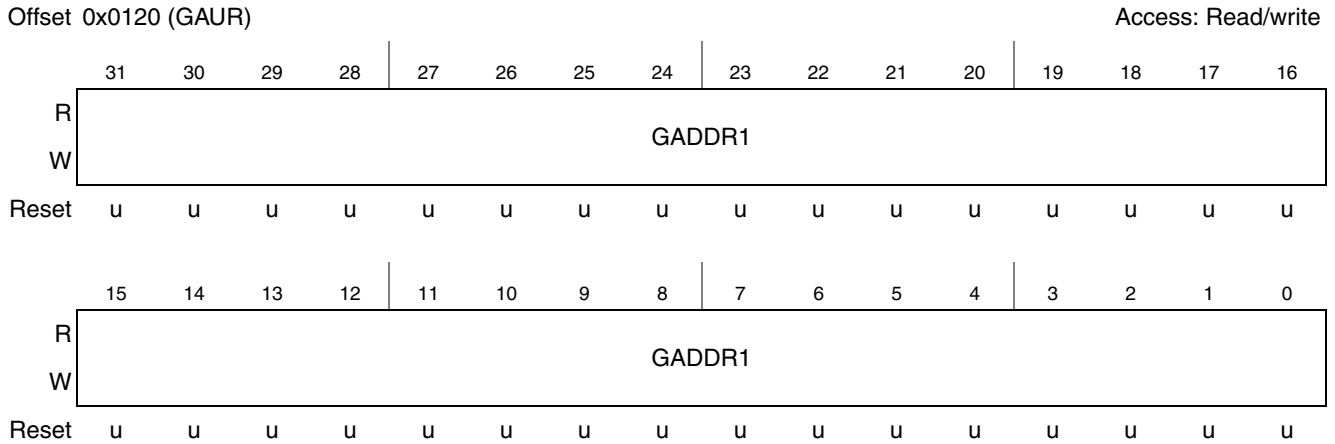 Offset 0x0120 (GAUR) Access: Read/write
31 30 29 28 27 26 25 24 23 22 21 20 19 18 17 16
R
GADDR1
W
Reset u u u u u u u u u u u u u u u u
15 14 13 12 11 10 9 8 7 6 5 4 3 2 1 0
R
GADDR1
W
Reset u u u u u u u u u u u u u u u u